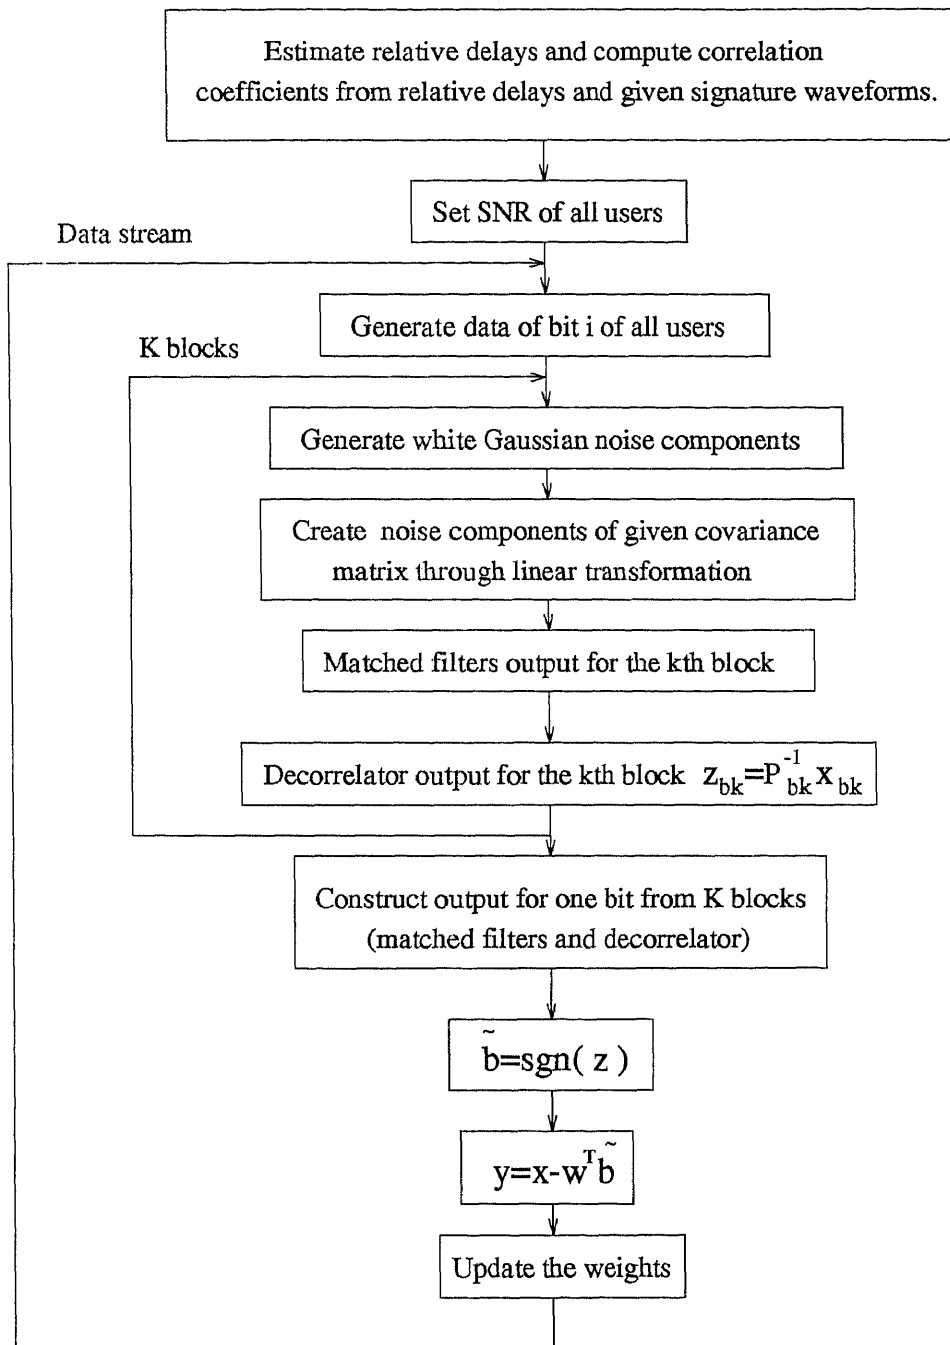 Estimate relative delays and compute correlation
coefficients from relative delays and given signature waveforms.
Set SNR of all users
Data stream
Generate data of bit i of all users
K blocks
Generate white Gaussian noise components
Create noise components of given covariance
matrix through linear transformation
Matched filters output for the kth block
Decorrelator output for the kth block z_bk=P_bk^-1 x_bk
Construct output for one bit from K blocks
(matched filters and decorrelator)
b̃=sgn( z )
y=x-w^T b̃
Update the weights